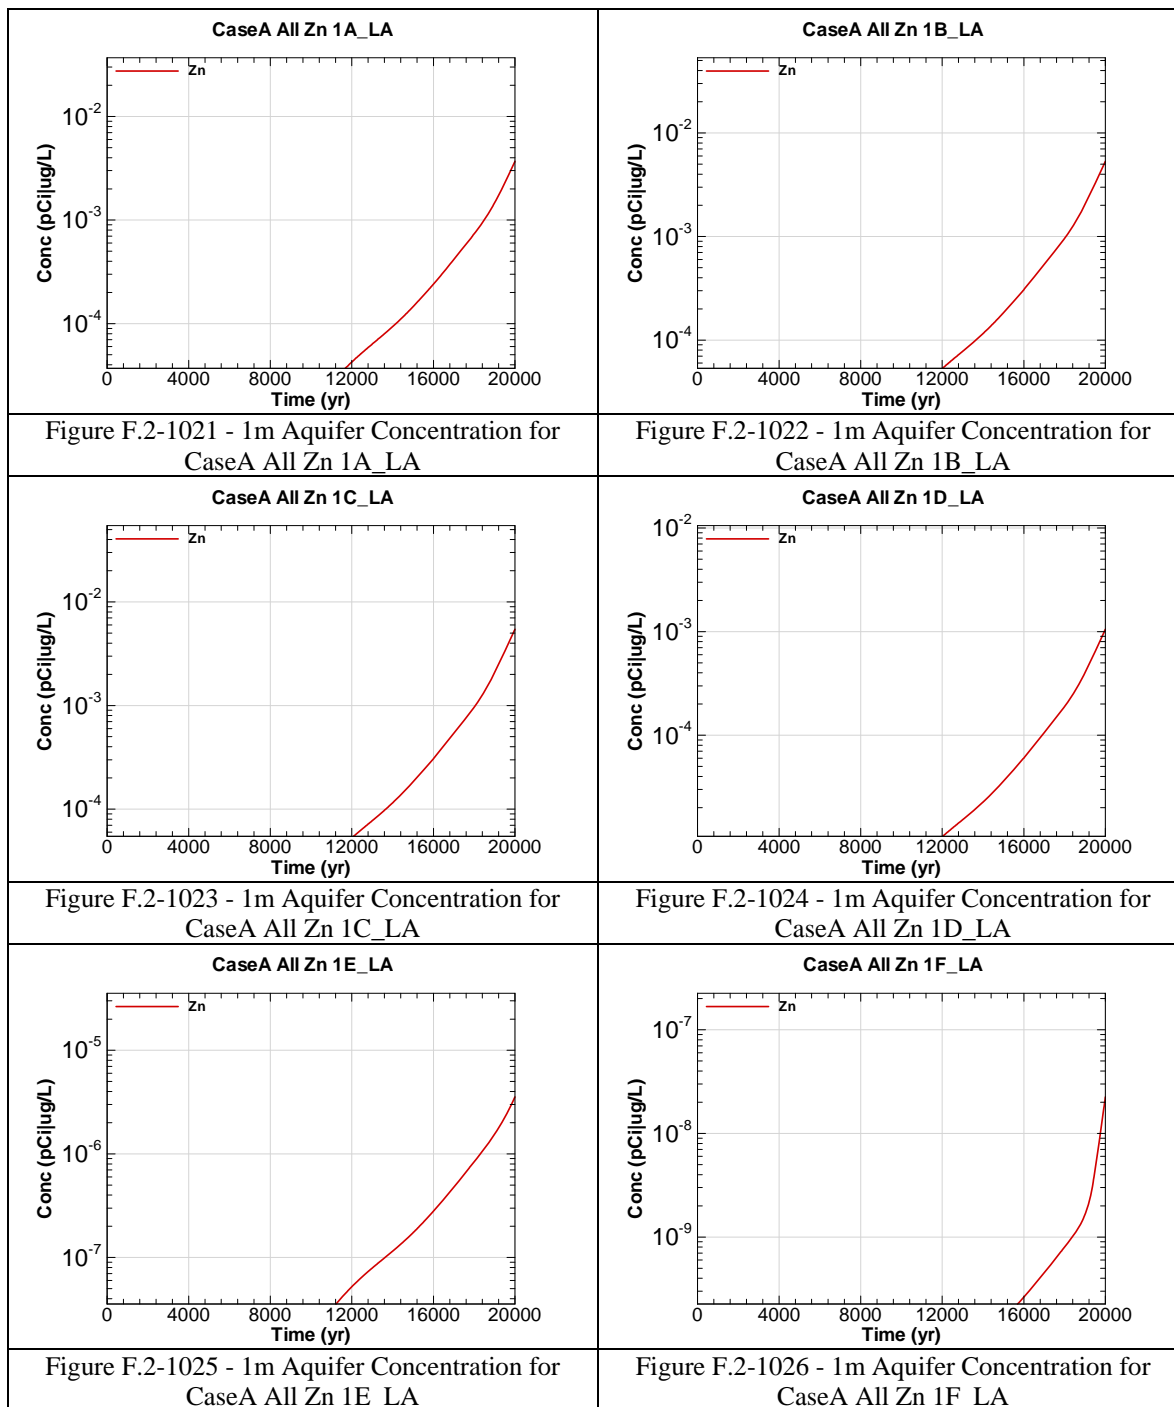 CaseA All Zn 1A_LA
Zn
10-2
10-3
10-4
Conc (pCi|ug/L)
0 4000 8000 12000 16000 20000
Time (yr)
Figure F.2-1021 - 1m Aquifer Concentration for
CaseA All Zn 1A_LA
CaseA All Zn 1B_LA
Zn
10-2
10-3
10-4
Conc (pCi|ug/L)
0 4000 8000 12000 16000 20000
Time (yr)
Figure F.2-1022 - 1m Aquifer Concentration for
CaseA All Zn 1B_LA
CaseA All Zn 1C_LA
Zn
10-2
10-3
10-4
Conc (pCi|ug/L)
0 4000 8000 12000 16000 20000
Time (yr)
Figure F.2-1023 - 1m Aquifer Concentration for
CaseA All Zn 1C_LA
CaseA All Zn 1D_LA
Zn
10-2
10-3
10-4
Conc (pCi|ug/L)
0 4000 8000 12000 16000 20000
Time (yr)
Figure F.2-1024 - 1m Aquifer Concentration for
CaseA All Zn 1D_LA
CaseA All Zn 1E_LA
Zn
10-5
10-6
10-7
Conc (pCi|ug/L)
0 4000 8000 12000 16000 20000
Time (yr)
Figure F.2-1025 - 1m Aquifer Concentration for
CaseA All Zn 1E_LA
CaseA All Zn 1F_LA
Zn
10-7
10-8
10-9
Conc (pCi|ug/L)
0 4000 8000 12000 16000 20000
Time (yr)
Figure F.2-1026 - 1m Aquifer Concentration for
CaseA All Zn 1F_LA